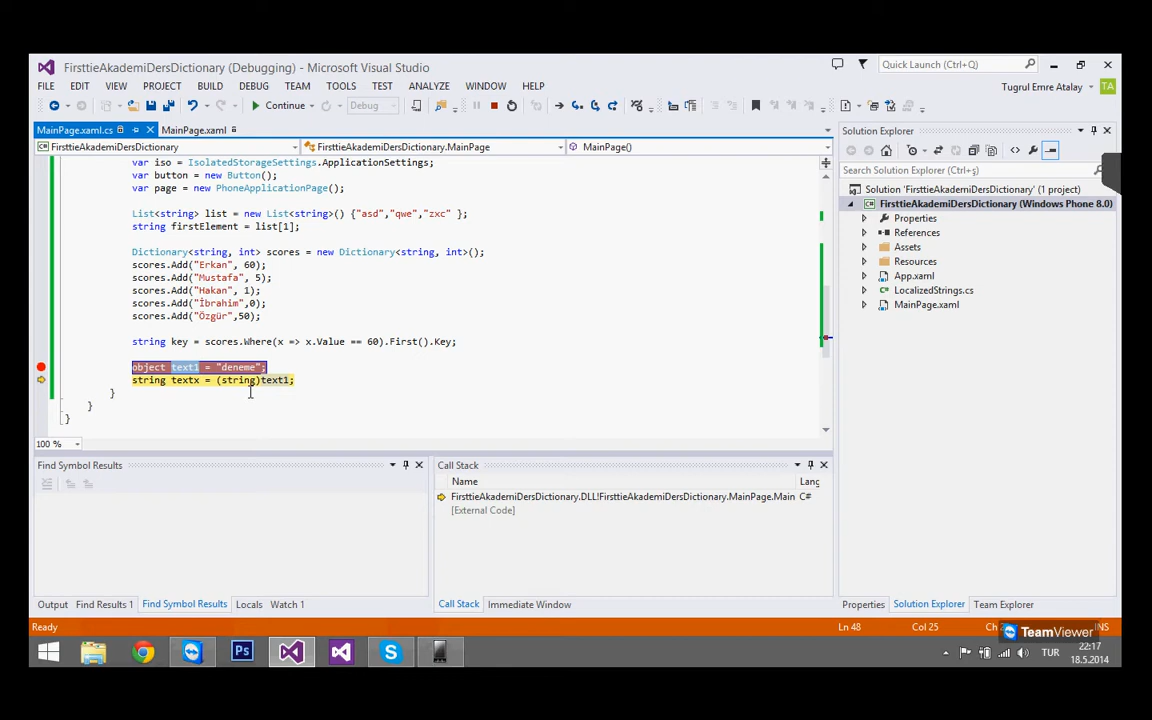 FirsttieAkademiDersDictionary (Debugging) - Microsoft Visual Studio
Quick Launch (Ctrl+Q)
FILE EDIT VIEW PROJECT BUILD DEBUG TEAM TOOLS TEST ANALYZE WINDOW HELP
Tugrul Emre Atalay
TA
Continue
Debug
MainPage.xaml.cs
MainPage.xaml
Solution Explorer
FirsttieAkademiDersDictionary
FirsttieAkademiDersDictionary.MainPage
MainPage()
var iso = IsolatedStorageSettings.ApplicationSettings;
var button = new Button();
var page = new PhoneApplicationPage();
List<string> list = new List<string>() {"asd","qwe","zxc" };
string firstElement = list[1];
Dictionary<string, int> scores = new Dictionary<string, int>();
scores.Add("Erkan", 60);
scores.Add("Mustafa", 5);
scores.Add("Hakan", 1);
scores.Add("İbrahim",0);
scores.Add("Özgür",50);
string key = scores.Where(x => x.Value == 60).First().Key;
object text1 = "deneme";
string textx = (string)text1;
}
}
}
100 %
Search Solution Explorer (Ctrl+ş)
Solution 'FirsttieAkademiDersDictionary' (1 project)
FirsttieAkademiDersDictionary (Windows Phone 8.0)
Properties
References
Assets
Resources
App.xaml
LocalizedStrings.cs
MainPage.xaml
Find Symbol Results
Call Stack
Name
Lang
FirsttieAkademiDersDictionary.DLL!FirsttieAkademiDersDictionary.MainPage.Main
C#
[External Code]
Output
Find Results 1
Find Symbol Results
Locals
Watch 1
Call Stack
Immediate Window
Properties
Solution Explorer
Team Explorer
Ready
Ln 48
Col 25
INS
TeamViewer
Ps
TUR
22:17
18.5.2014